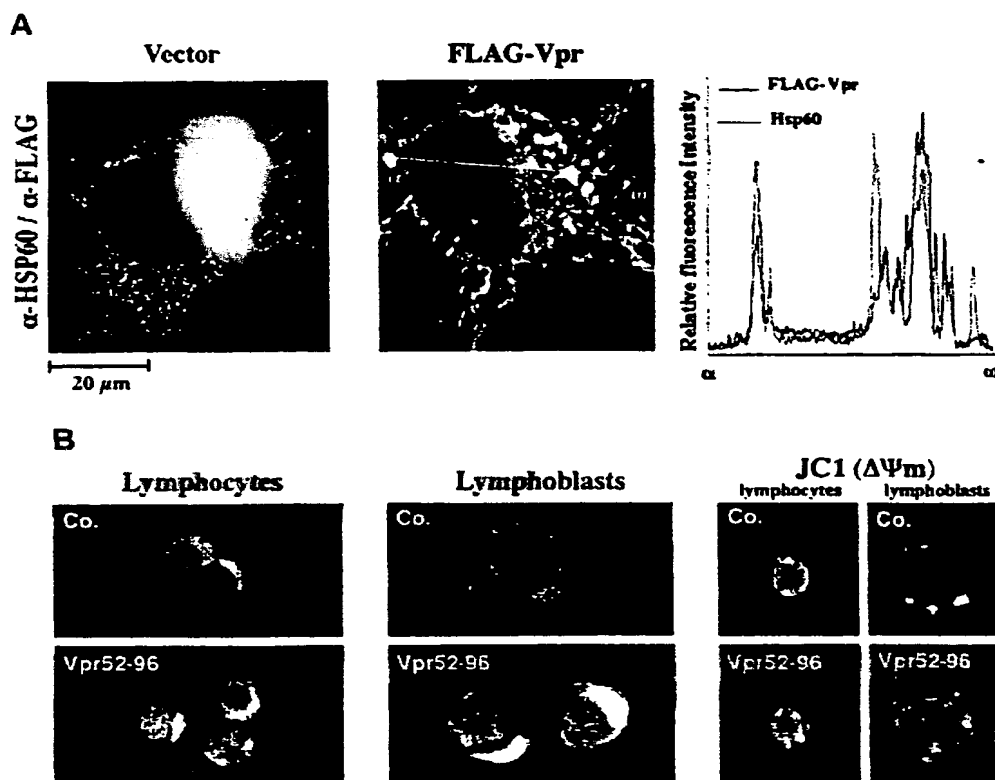 A
Vector
FLAG-Vpr
α-HSP60 / α-FLAG
20 µm
Relative fluorescence Intensity
FLAG-Vpr
Hsp60
α
B
Lymphocytes
Lymphoblasts
JC1 (ΔΨm)
lymphocytes lymphoblasts
Co.
Co.
Co.
Co.
Vpr52-96
Vpr52-96
Vpr52-96
Vpr52-96